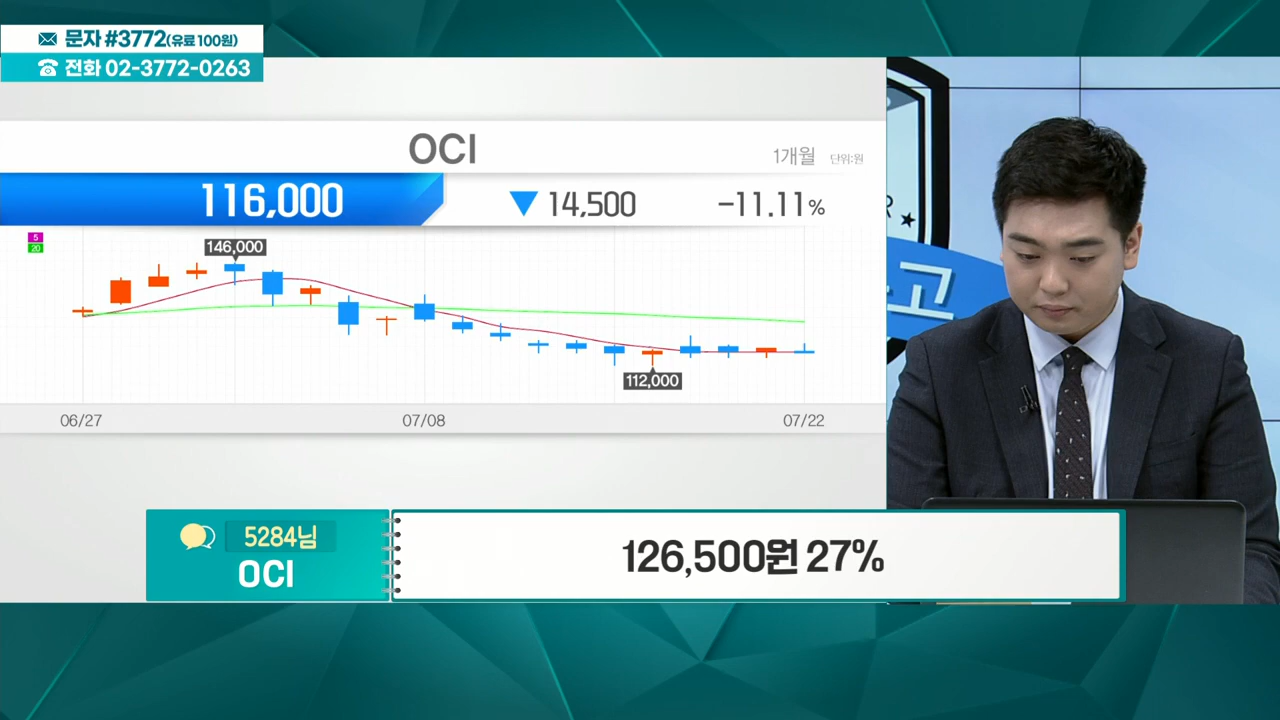 문자 #3772(유료 100원)
전화 02-3772-0263
OCI
1개월 단위:원
116,000
▼ 14,500
-11.11%
5
20
146,000
112,000
06/27
07/08
07/22
R
고
5284님
OCI
126,500원 27%